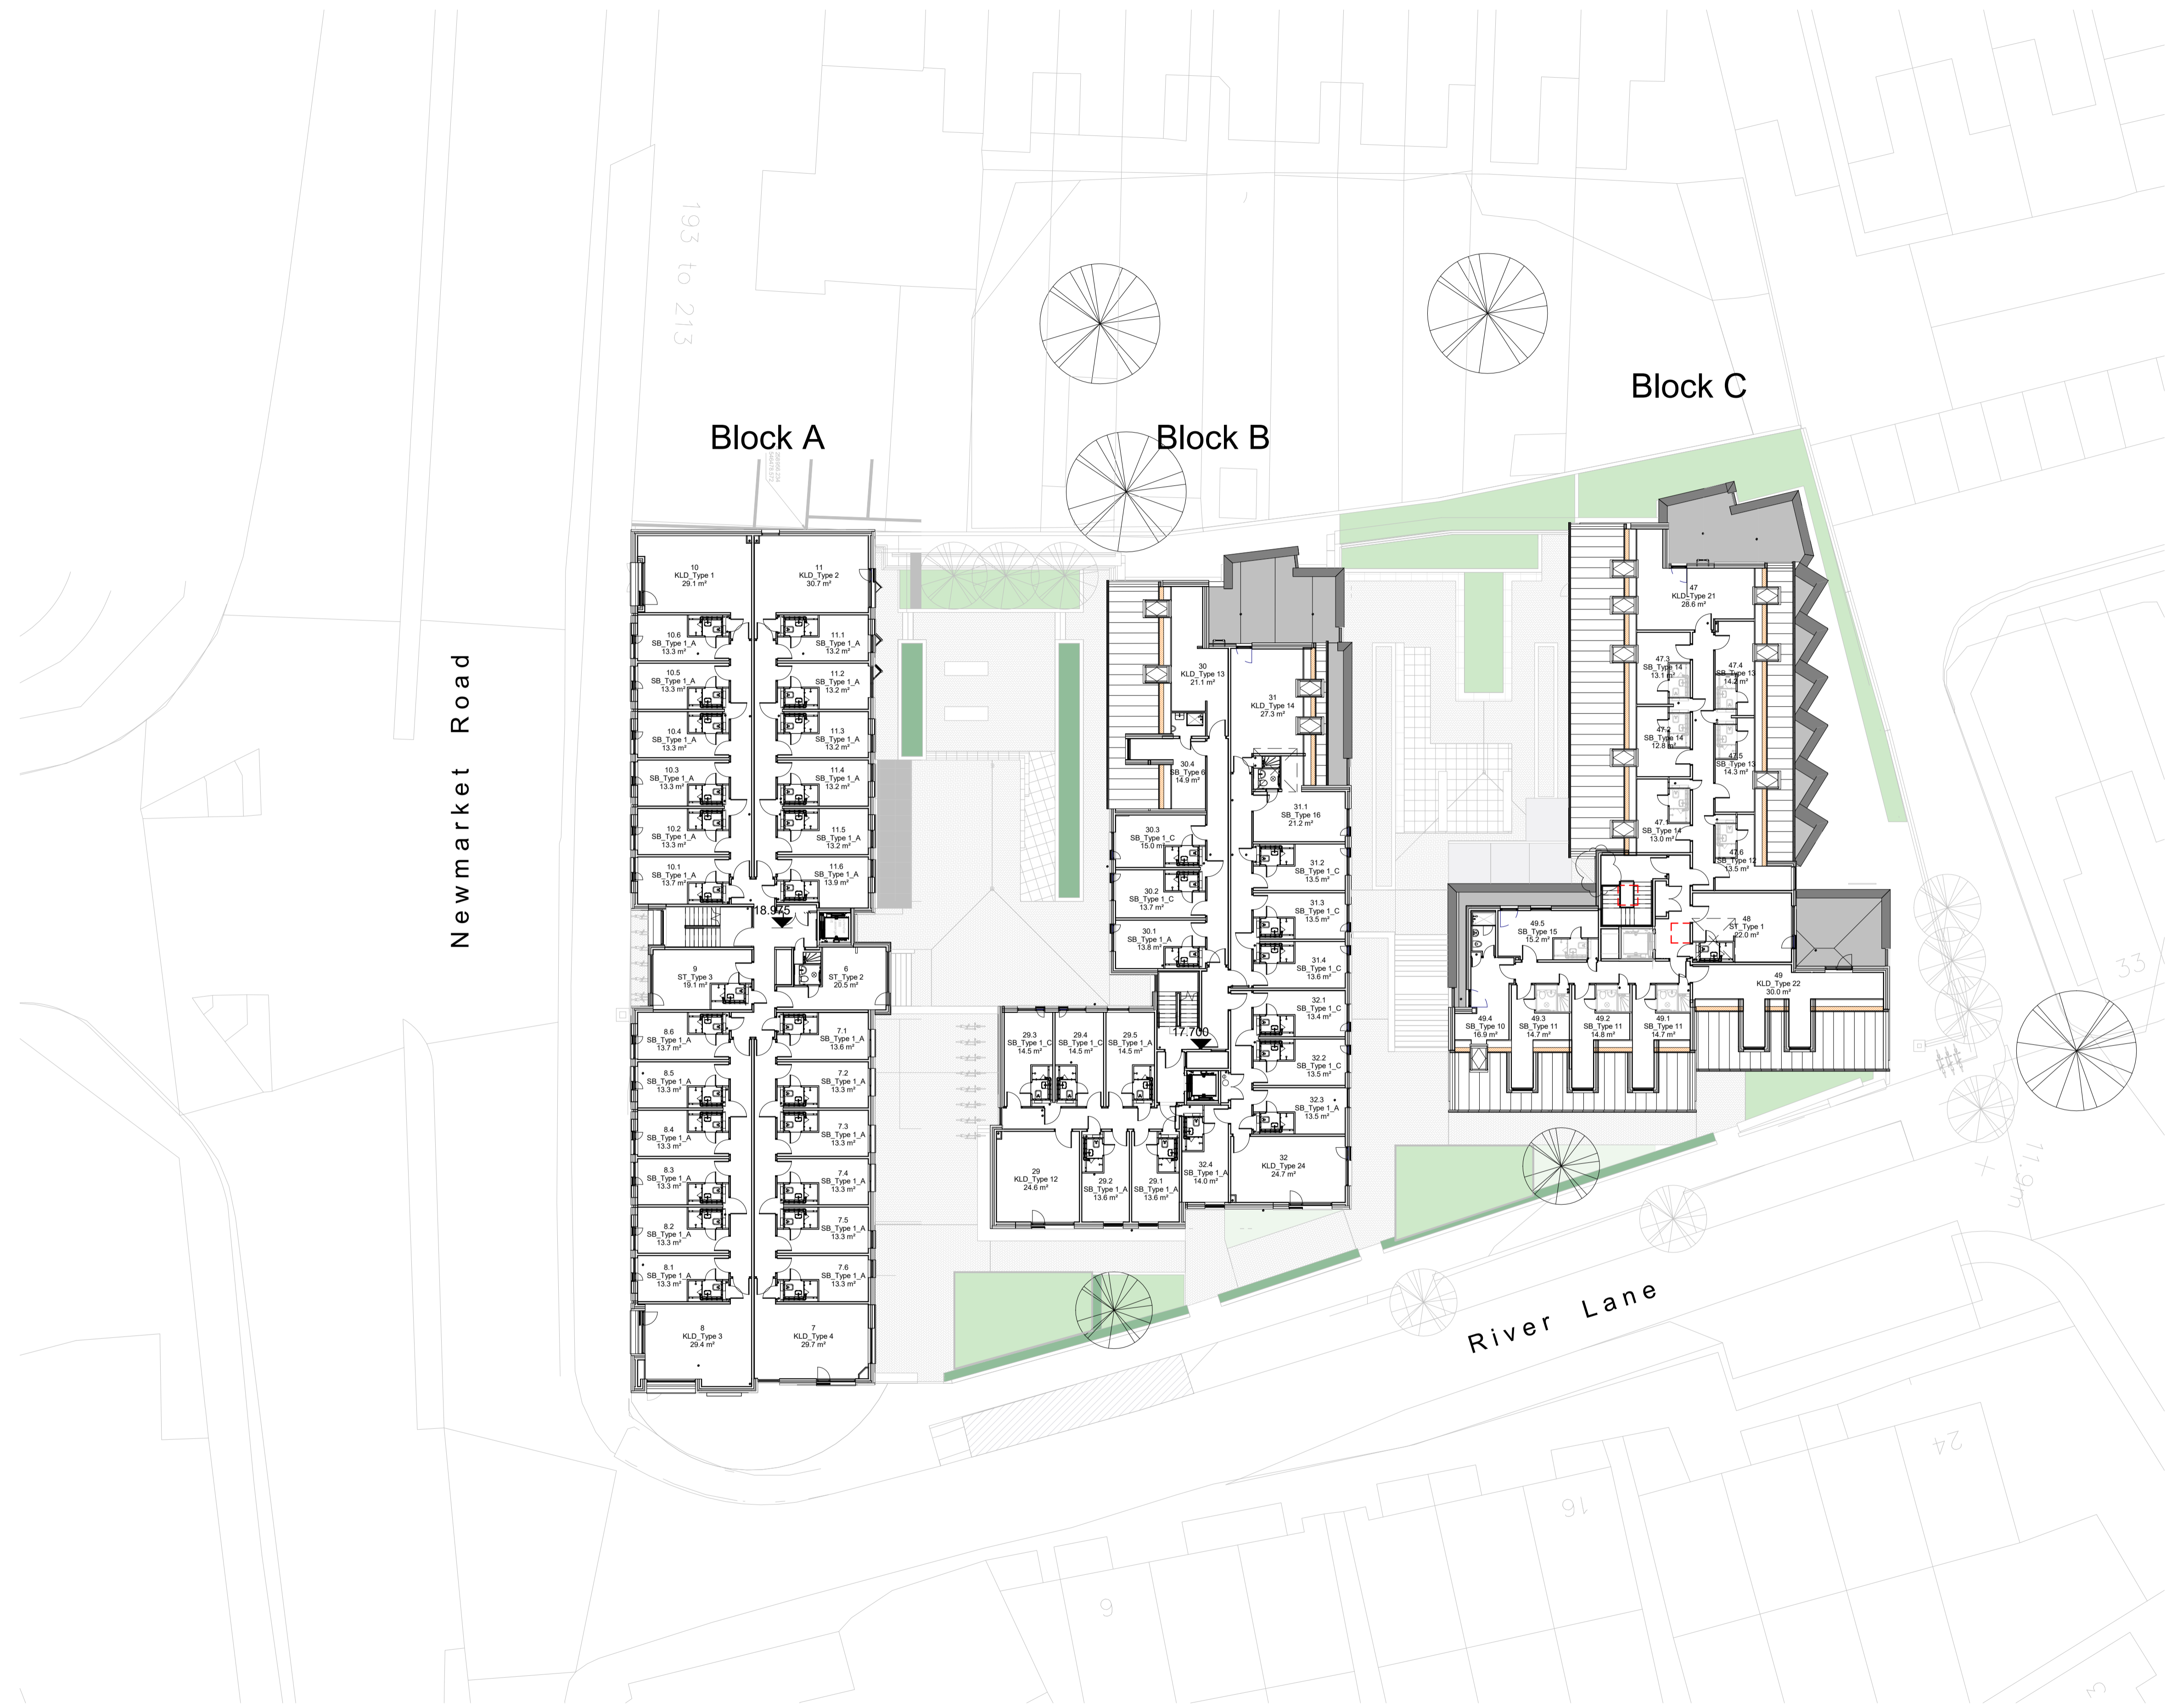 193 to 213
Block A
Block B
Block C
Newmarket Road
River Lane
10
KLD_Type 1
29.1 m²
11
KLD_Type 2
30.7 m²
10.6
SB_Type 1_A
13.3 m²
11.1
SB_Type 1_A
13.2 m²
10.5
SB_Type 1_A
13.3 m²
11.2
SB_Type 1_A
13.2 m²
10.4
SB_Type 1_A
13.3 m²
11.3
SB_Type 1_A
13.2 m²
10.3
SB_Type 1_A
13.3 m²
11.4
SB_Type 1_A
13.2 m²
10.2
SB_Type 1_A
13.3 m²
11.5
SB_Type 1_A
13.2 m²
10.1
SB_Type 1_A
13.7 m²
11.6
SB_Type 1_A
13.9 m²
18.975
9
ST_Type 3
19.1 m²
6
ST_Type 2
20.5 m²
8.6
SB_Type 1_A
13.7 m²
7.1
SB_Type 1_A
13.6 m²
8.5
SB_Type 1_A
13.3 m²
7.2
SB_Type 1_A
13.3 m²
8.4
SB_Type 1_A
13.3 m²
7.3
SB_Type 1_A
13.3 m²
8.3
SB_Type 1_A
13.3 m²
7.4
SB_Type 1_A
13.3 m²
8.2
SB_Type 1_A
13.3 m²
7.5
SB_Type 1_A
13.3 m²
8.1
SB_Type 1_A
13.3 m²
7.6
SB_Type 1_A
13.3 m²
8
KLD_Type 3
29.4 m²
7
KLD_Type 4
29.7 m²
30
KLD_Type 13
21.1 m²
31
KLD_Type 14
27.3 m²
30.4
SB_Type 6
14.9 m²
31.1
SB_Type 16
21.2 m²
30.3
SB_Type 1_C
15.0 m²
31.2
SB_Type 1_C
13.5 m²
30.2
SB_Type 1_C
13.7 m²
31.3
SB_Type 1_C
13.5 m²
30.1
SB_Type 1_A
13.8 m²
31.4
SB_Type 1_C
13.6 m²
32.1
SB_Type 1_C
13.4 m²
17.700
29.3
SB_Type 1_C
14.5 m²
29.4
SB_Type 1_C
14.5 m²
29.5
SB_Type 1_A
14.5 m²
32.2
SB_Type 1_C
13.5 m²
32.3
SB_Type 1_A
13.5 m²
29
KLD_Type 12
24.6 m²
29.2
SB_Type 1_A
13.6 m²
29.1
SB_Type 1_A
13.6 m²
32.4
SB_Type 1_A
14.0 m²
32
KLD_Type 24
24.7 m²
47
KLD_Type 21
28.6 m²
47.3
SB_Type 14
13.1 m²
47.4
SB_Type 13
14.2 m²
47.2
SB_Type 14
12.8 m²
47.5
SB_Type 13
14.3 m²
47.1
SB_Type 14
13.0 m²
47.6
SB_Type 12
13.5 m²
49.5
SB_Type 15
15.2 m²
48
ST_Type 1
22.0 m²
49
KLD_Type 22
30.0 m²
49.4
SB_Type 10
16.9 m²
49.3
SB_Type 11
14.7 m²
49.2
SB_Type 11
14.8 m²
49.1
SB_Type 11
14.7 m²
33
24
16
9
3